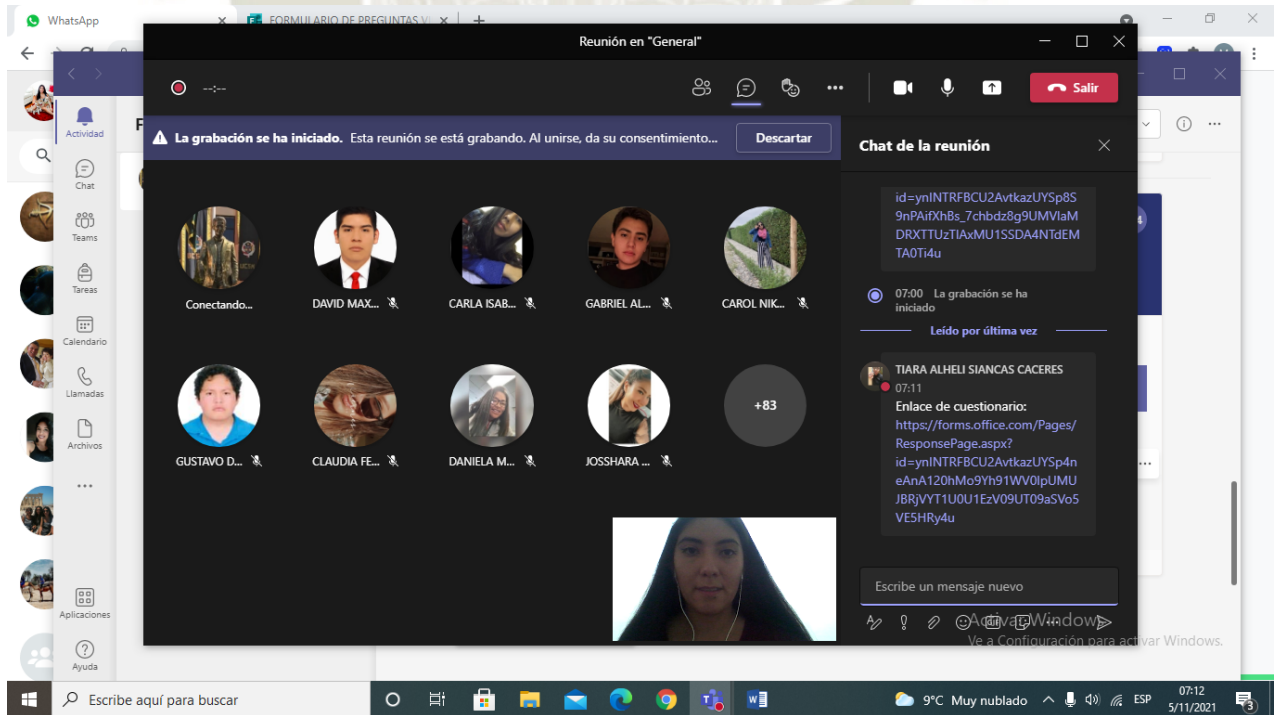 WhatsApp
FORMULARIO DE PREGUNTAS VI
Reunión en "General"
--:--
Salir
Actividad
Chat
Teams
Tareas
Calendario
Llamadas
Archivos
Aplicaciones
Ayuda
La grabación se ha iniciado. Esta reunión se está grabando. Al unirse, da su consentimiento...
Descartar
Conectando...
DAVID MAX...
CARLA ISAB...
GABRIEL AL...
CAROL NIK...
GUSTAVO D...
CLAUDIA FE...
DANIELA M...
JOSSHARA ...
+83
Chat de la reunión
id=ynINTRFBCU2AvtkazUYSp8S
9nPAifXhBs_7chbdz8g9UMVlaM
DRXTTUzTlAxMU1SSDA4NTdEM
TA0Ti4u
07:00 La grabación se ha
iniciado
Leído por última vez
TIARA ALHELI SIANCAS CACERES
07:11
Enlace de cuestionario:
https://forms.office.com/Pages/
ResponsePage.aspx?
id=ynINTRFBCU2AvtkazUYSp4n
eAnA120hMo9Yh91WV0lpUMU
JBRjVYT1U0U1EzV09UT09aSVo5
VE5HRy4u
Escribe un mensaje nuevo
Activar Windows
Ve a Configuración para activar Windows.
Escribe aquí para buscar
9°C Muy nublado
ESP
07:12
5/11/2021
3